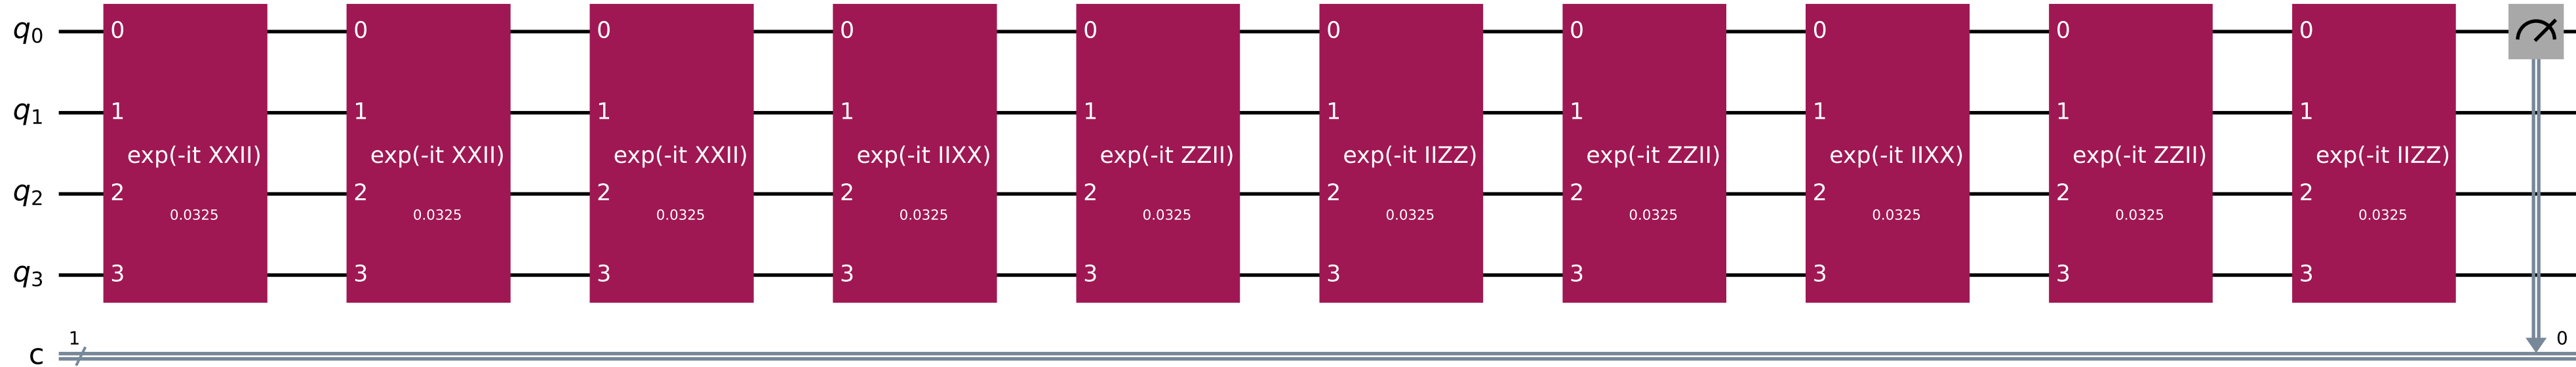 q0 0 0 0 0 0 0 0 0 0 0
q1 1 1 1 1 1 1 1 1 1 1
exp(-it XXII) exp(-it XXII) exp(-it XXII) exp(-it IIXX) exp(-it ZZII) exp(-it IIZZ) exp(-it ZZII) exp(-it IIXX) exp(-it ZZII) exp(-it IIZZ)
q2 2 2 2 2 2 2 2 2 2 2
0.0325 0.0325 0.0325 0.0325 0.0325 0.0325 0.0325 0.0325 0.0325 0.0325
q3 3 3 3 3 3 3 3 3 3 3
1 0
c